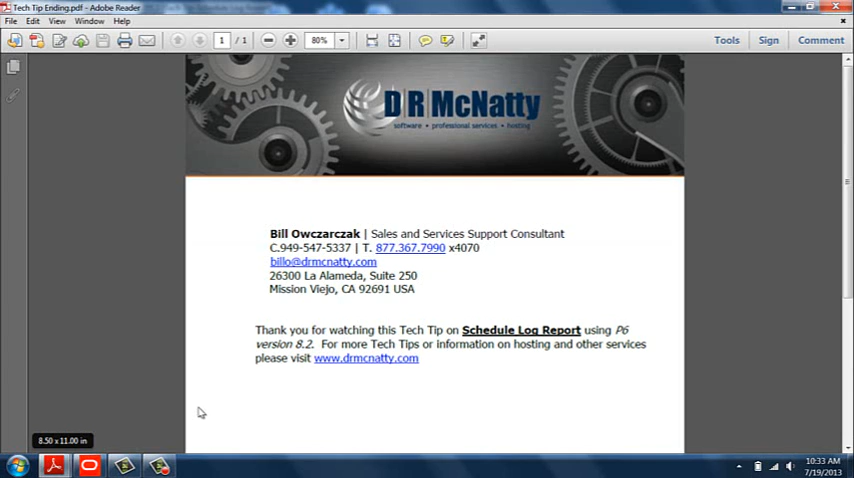 Tech Tip Ending.pdf - Adobe Reader
File Edit View Window Help
1 / 1 80% Tools Sign Comment
D R McNatty
software • professional services • hosting
Bill Owczarczak | Sales and Services Support Consultant
C.949-547-5337 | T. 877.367.7990 x4070
billo@drmcnatty.com
26300 La Alameda, Suite 250
Mission Viejo, CA 92691 USA
Thank you for watching this Tech Tip on Schedule Log Report using P6
version 8.2. For more Tech Tips or information on hosting and other services
please visit www.drmcnatty.com
8.50 x 11.00 in
10:33 AM
7/19/2013